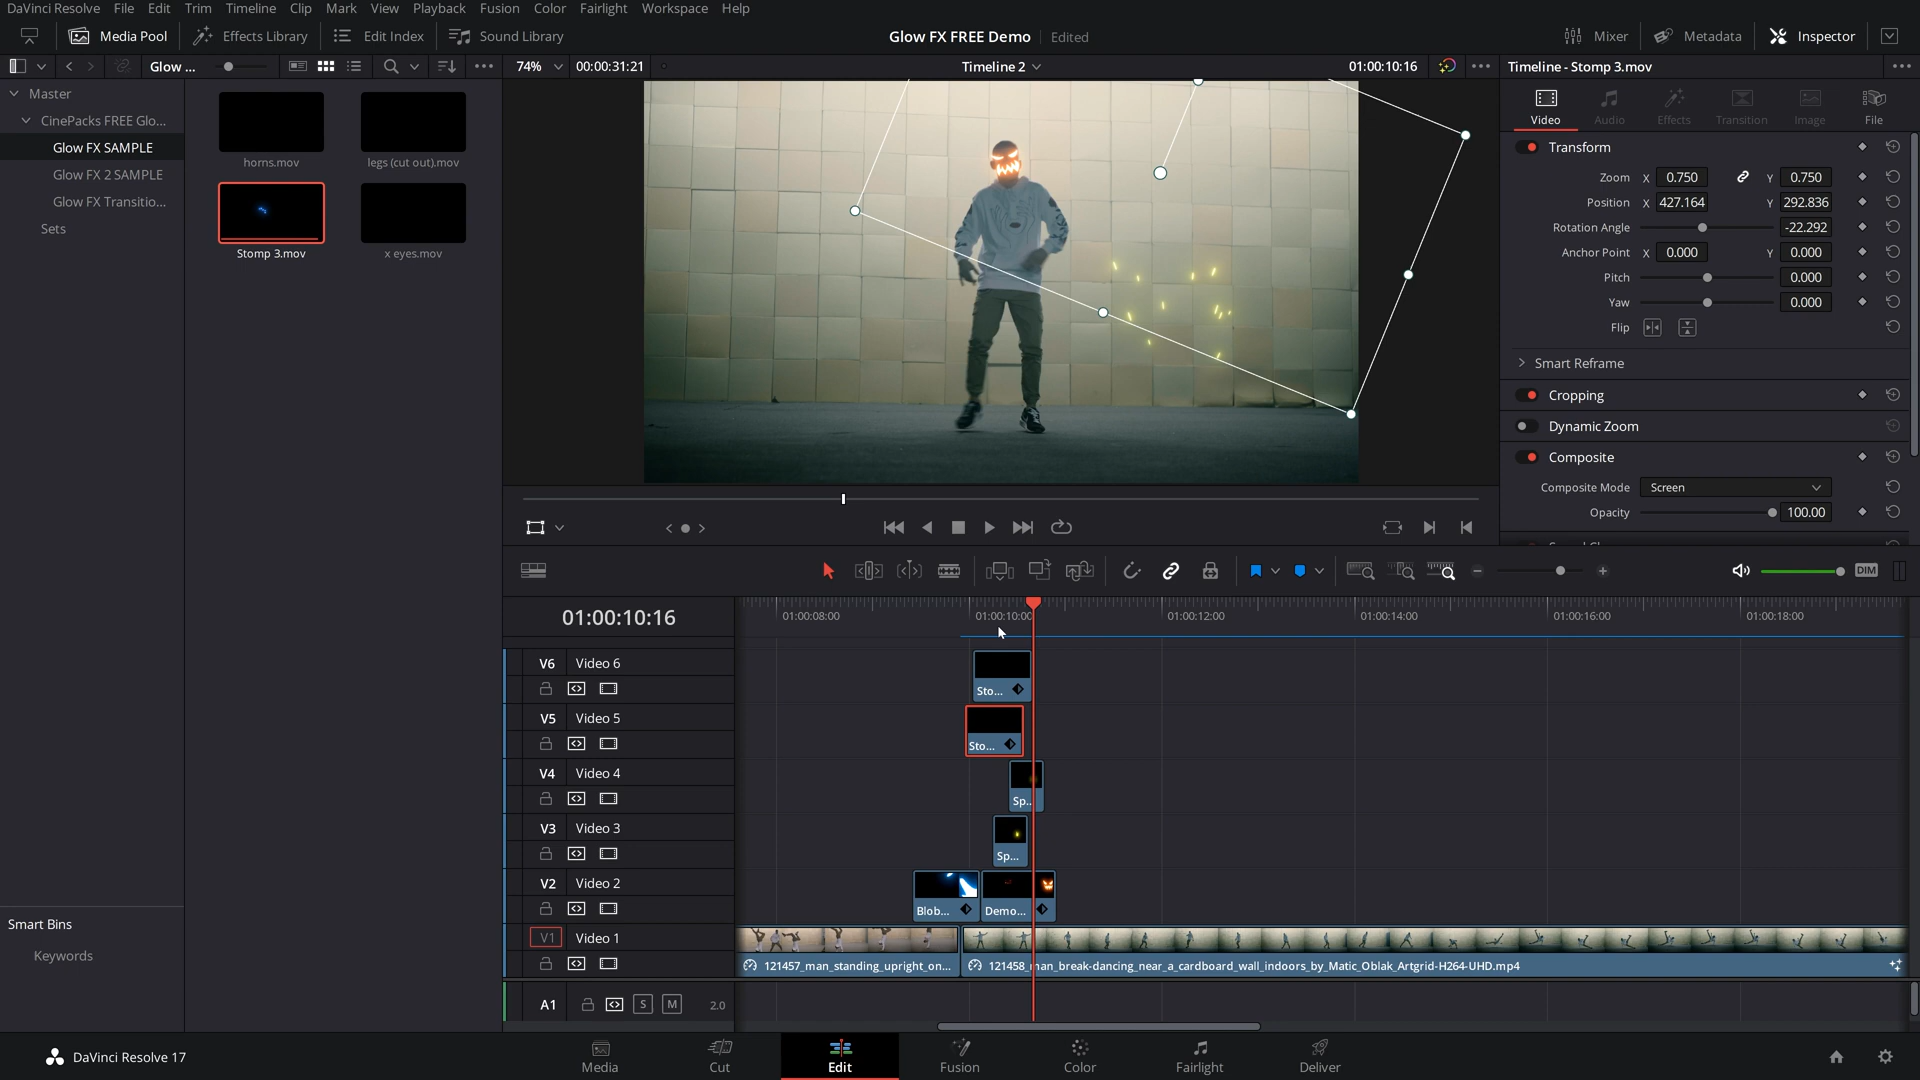 DaVinci Resolve File Edit Trim Timeline Clip Mark View Playback Fusion Color Fairlight Workspace Help
Media Pool Effects Library Edit Index Sound Library Glow FX FREE Demo Edited Mixer Metadata Inspector
Glow ... 74% 00:00:31:21 Timeline 2 01:00:10:16 Timeline - Stomp 3.mov
Master
CinePacks FREE Glo...
Glow FX SAMPLE
Glow FX 2 SAMPLE
Glow FX Transitio...
Sets
horns.mov legs (cut out).mov
Stomp 3.mov x eyes.mov
Video Audio Effects Transition Image File
Transform
Zoom X 0.750 Y 0.750
Position X 427.164 Y 292.836
Rotation Angle -22.292
Anchor Point X 0.000 Y 0.000
Pitch 0.000
Yaw 0.000
Flip
Smart Reframe
Cropping
Dynamic Zoom
Composite
Composite Mode Screen
Opacity 100.00
DIM
01:00:10:16
01:00:08:00 01:00:10:00 01:00:12:00 01:00:14:00 01:00:16:00 01:00:18:00
V6 Video 6
Sto...
V5 Video 5
Sto...
V4 Video 4
Sp...
V3 Video 3
Sp...
V2 Video 2
Blob... Demo...
V1 Video 1
121457_man_standing_upright_on... 121458_man_break-dancing_near_a_cardboard_wall_indoors_by_Matic_Oblak_Artgrid-H264-UHD.mp4
A1 S M 2.0
Smart Bins
Keywords
DaVinci Resolve 17
Media Cut Edit Fusion Color Fairlight Deliver